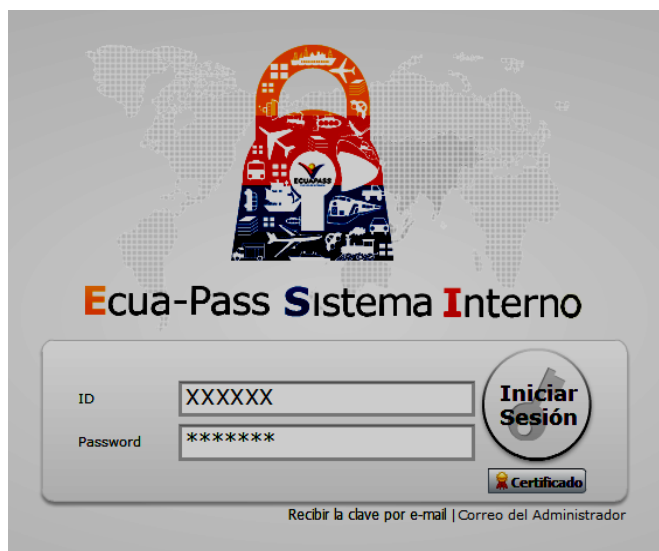 ECUAPASS
Ecua-Pass Sistema Interno
ID
XXXXXX
Iniciar
Sesión
Password
*******
Certificado
Recibir la clave por e-mail | Correo del Administrador